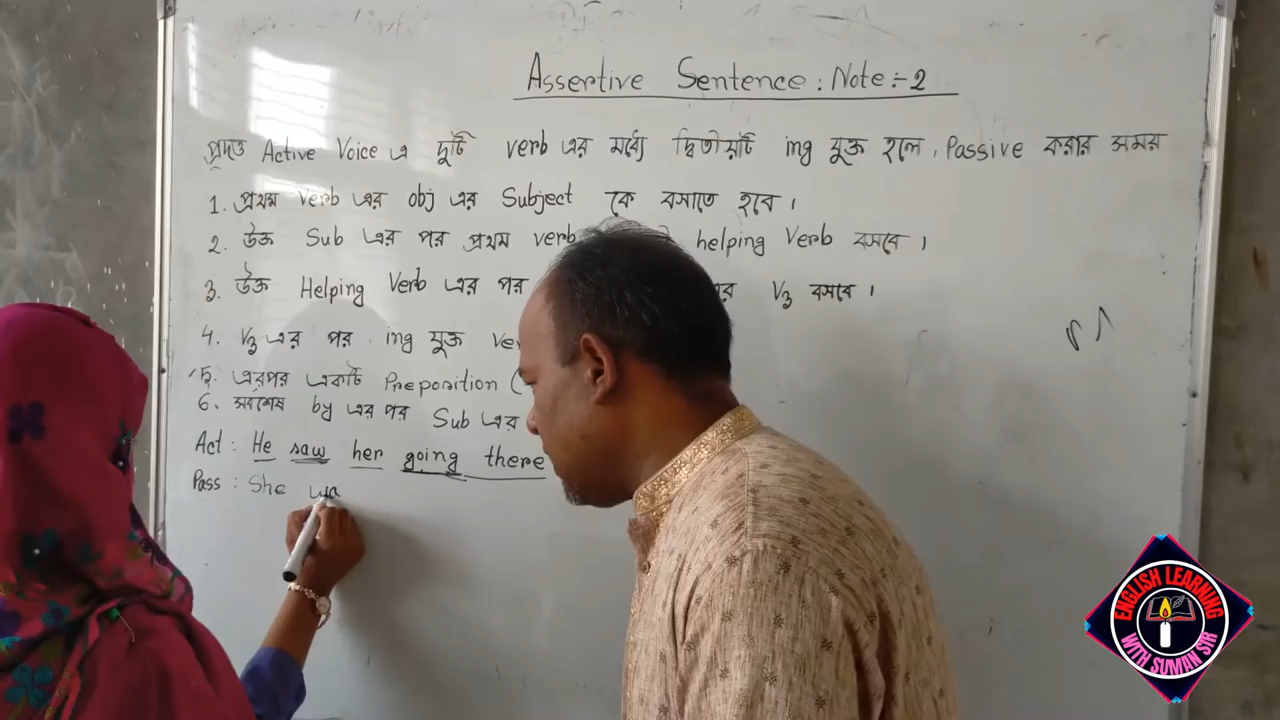 Assertive Sentence : Note :- 2
প্রদত্ত Active Voice এ দুটি verb এর মধ্যে দ্বিতীয়টি ing যুক্ত হলে, Passive করার সময়
1. প্রথম verb এর obj এর Subject কে বসাতে হবে ।
2. উক্ত Sub এর পর প্রথম verb helping Verb বসবে ।
3. উক্ত Helping Verb এর পর V3 বসবে ।
4. V3 এর পর ing যুক্ত
5. এরপর একটি Preposition (
6. সর্বশেষ by এর পর Sub এর
Act : He saw her going there
Pass : She wa
ENGLISH LEARNING
WITH SUMAN SIR